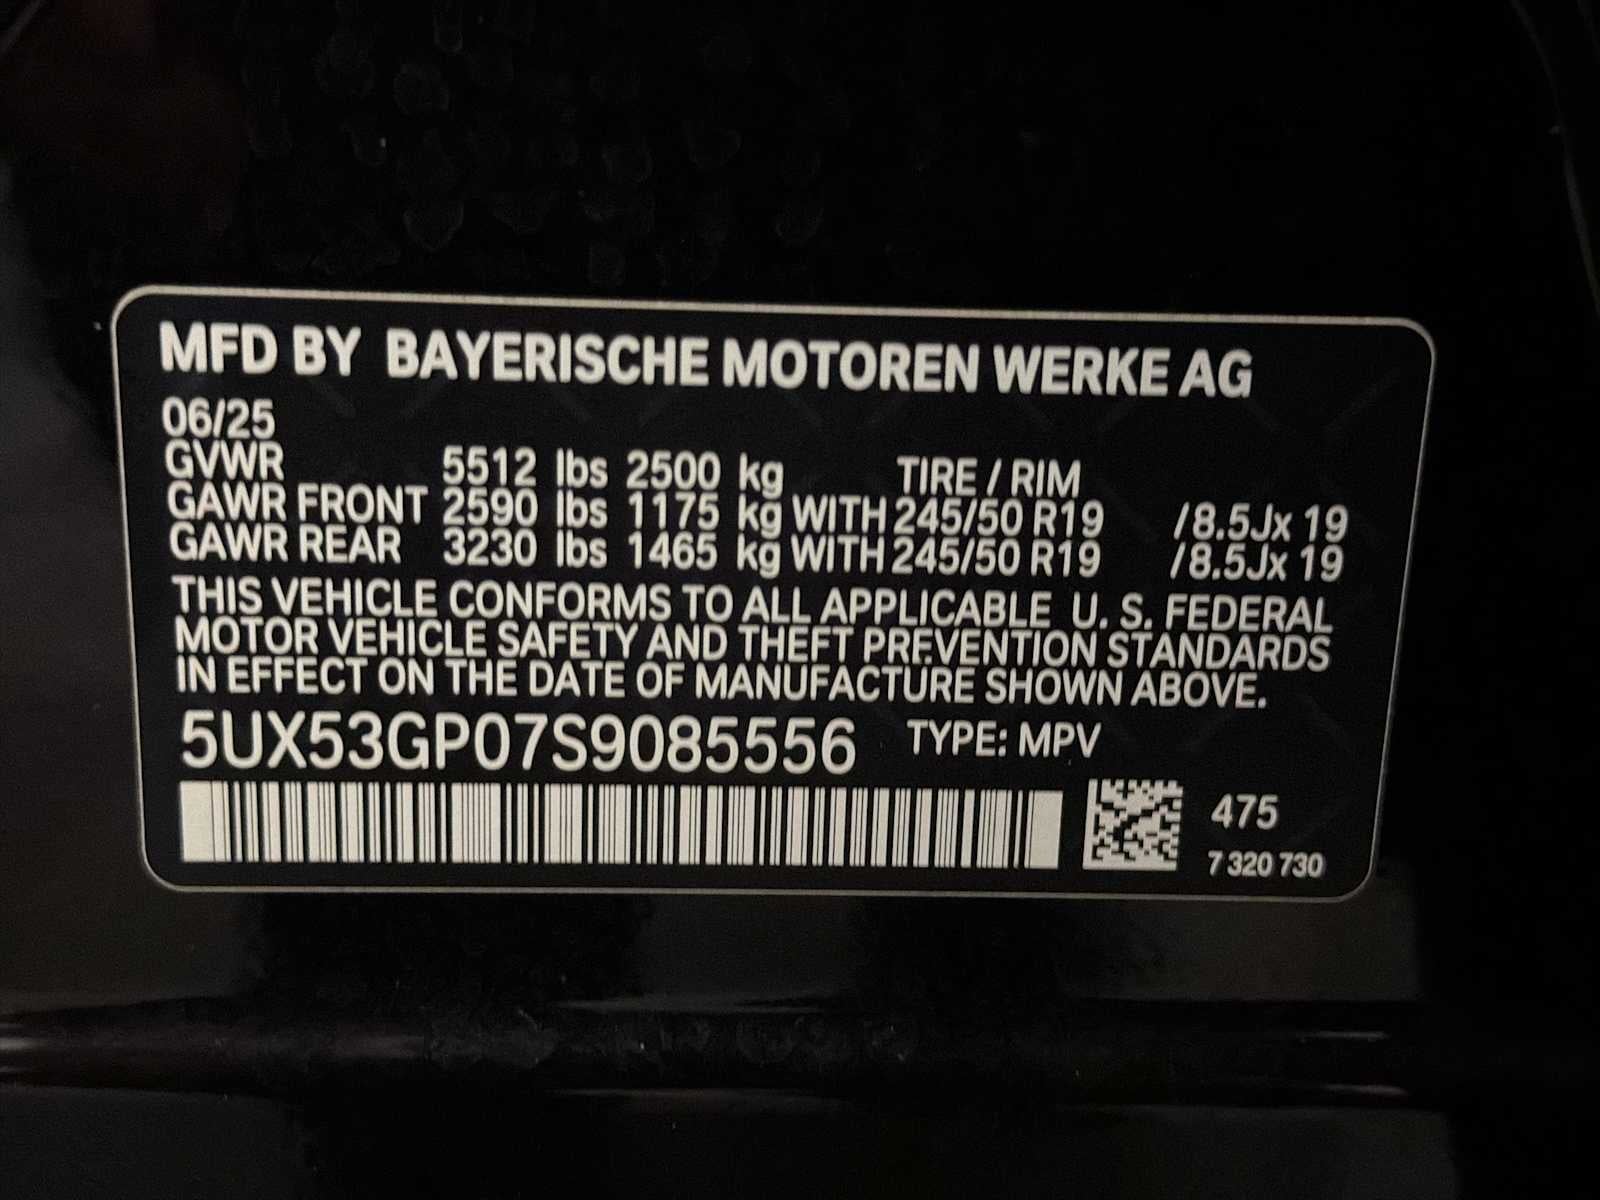 MFD BY BAYERISCHE MOTOREN WERKE AG
06/25
GVWR 5512 lbs 2500 kg TIRE / RIM
GAWR FRONT 2590 lbs 1175 kg WITH 245/50 R19 /8.5Jx 19
GAWR REAR 3230 lbs 1465 kg WITH 245/50 R19 /8.5Jx 19
THIS VEHICLE CONFORMS TO ALL APPLICABLE U. S. FEDERAL
MOTOR VEHICLE SAFETY AND THEFT PREVENTION STANDARDS
IN EFFECT ON THE DATE OF MANUFACTURE SHOWN ABOVE.
5UX53GP07S9085556 TYPE: MPV
475
7 320 730